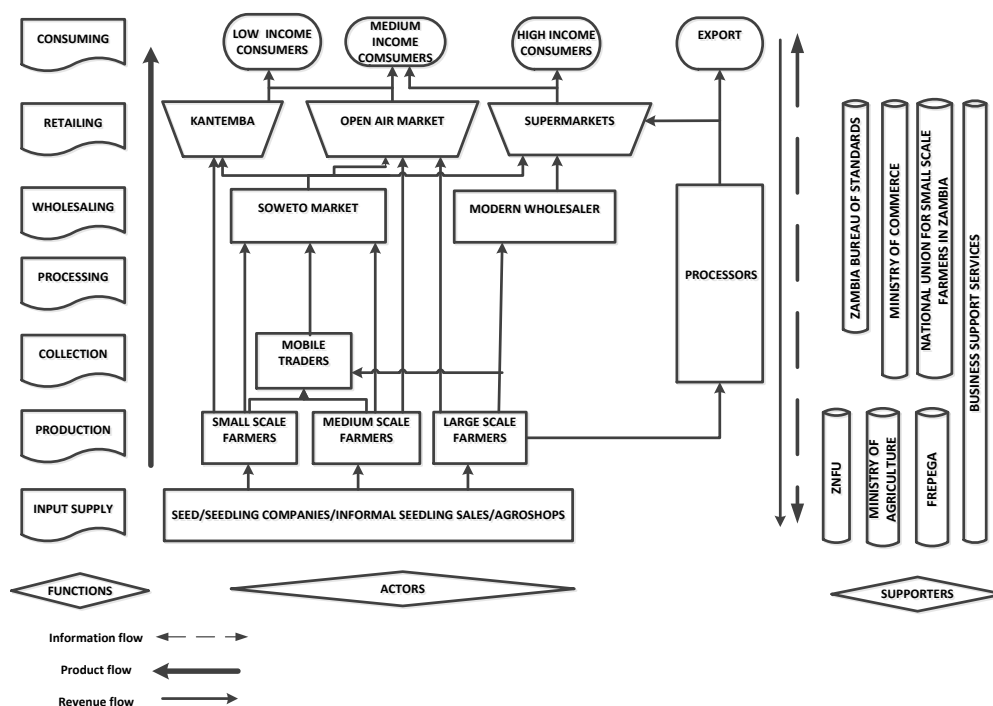 CONSUMING
LOW INCOME
CONSUMERS
MEDIUM
INCOME
COMSUMERS
HIGH INCOME
CONSUMERS
EXPORT
RETAILING
KANTEMBA
OPEN AIR MARKET
SUPERMARKETS
WHOLESALING
SOWETO MARKET
MODERN WHOLESALER
PROCESSING
PROCESSORS
COLLECTION
MOBILE
TRADERS
PRODUCTION
SMALL SCALE
FARMERS
MEDIUM SCALE
FARMERS
LARGE SCALE
FARMERS
INPUT SUPPLY
SEED/SEEDLING COMPANIES/INFORMAL SEEDLING SALES/AGROSHOPS
ZAMBIA BUREAU OF STANDARDS
MINISTRY OF COMMERCE
NATIONAL UNION FOR SMALL SCALE
FARMERS IN ZAMBIA
BUSINESS SUPPORT SERVICES
ZNFU
MINISTRY OF
AGRICULTURE
FREPEGA
FUNCTIONS
ACTORS
SUPPORTERS
Information flow
Product flow
Revenue flow